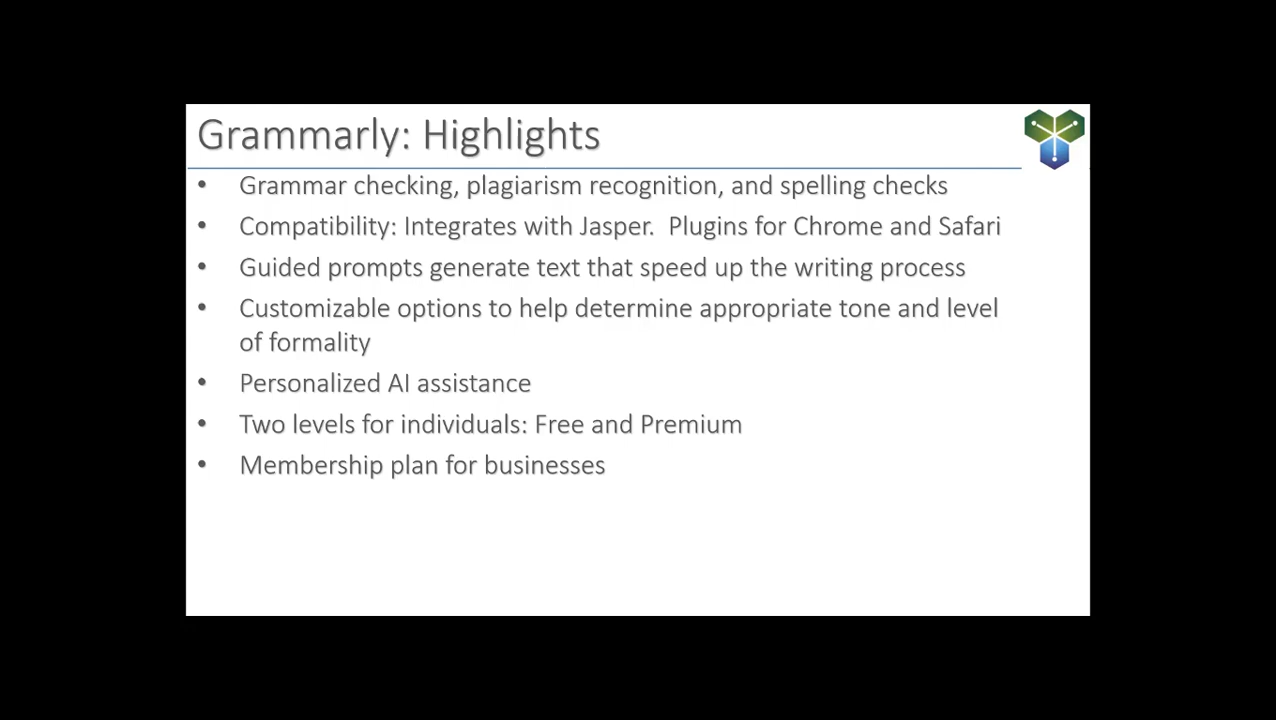 Grammarly: Highlights
• Grammar checking, plagiarism recognition, and spelling checks
• Compatibility: Integrates with Jasper.  Plugins for Chrome and Safari
• Guided prompts generate text that speed up the writing process
• Customizable options to help determine appropriate tone and level
of formality
• Personalized AI assistance
• Two levels for individuals: Free and Premium
• Membership plan for businesses